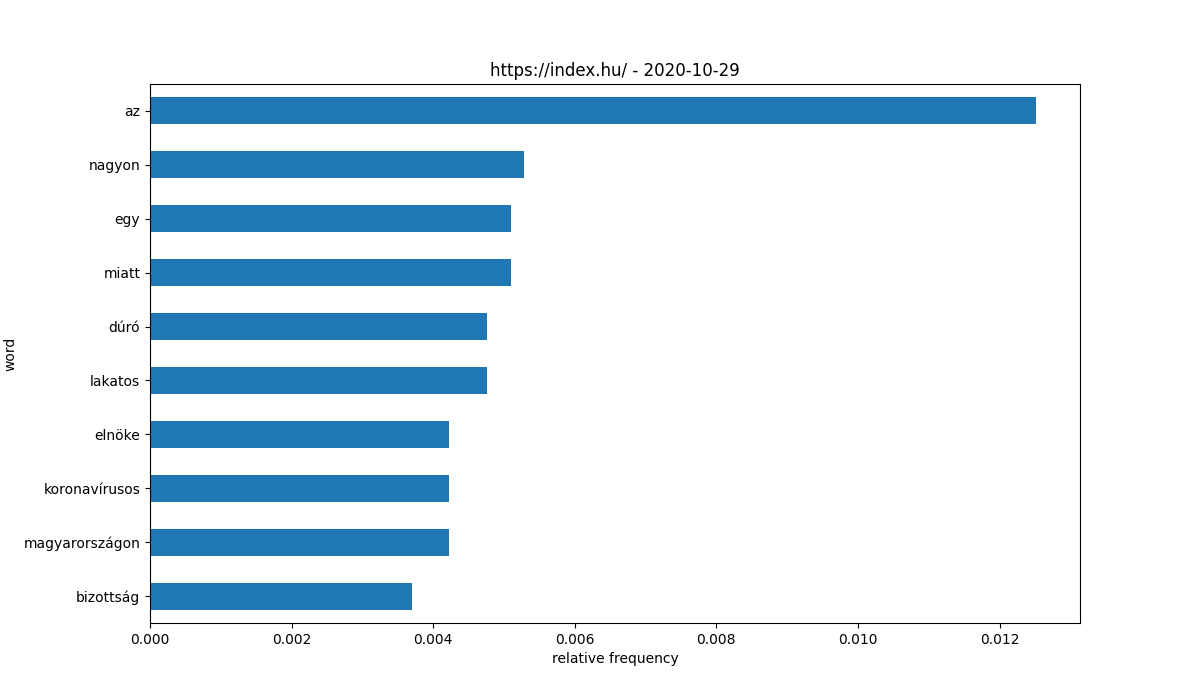 https://index.hu/ - 2020-10-29
az
nagyon
egy
miatt
dúró
lakatos
elnöke
koronavírusos
magyarországon
bizottság
word
0.000 0.002 0.004 0.006 0.008 0.010 0.012
relative frequency